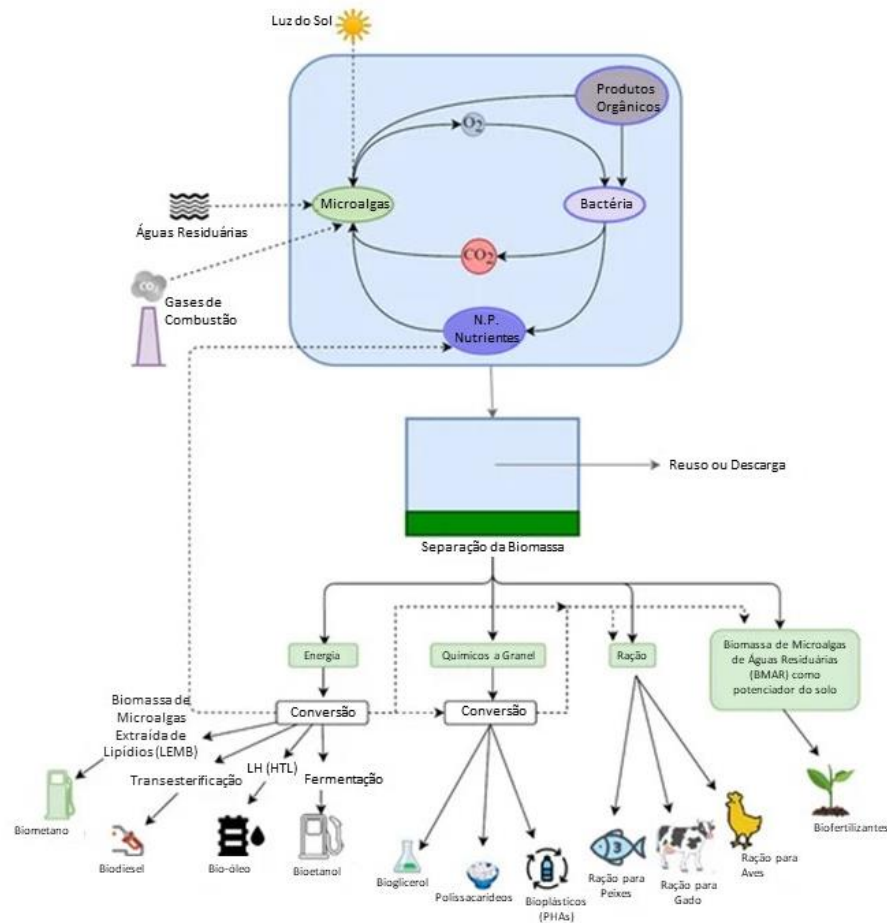 Luz do Sol
Produtos
Orgânicos
O2
Microalgas
Bactéria
Águas Residuárias
CO2
CO2
Gases de
Combustão
N.P.
Nutrientes
Reuso ou Descarga
Separação da Biomassa
Energia
Químicos a Granel
Ração
Biomassa de Microalgas
de Águas Residuárias
(BMAR) como
potenciador do solo
Biomassa de
Microalgas
Extraída de
Lipídios (LEMB)
Conversão
Conversão
Transesterificação
LH (HTL)
Fermentação
Biometano
Biodiesel
Bio-óleo
Bioetanol
Bioglicerol
Polissacarídeos
Bioplásticos
(PHAs)
Ração para
Peixes
Ração para
Gado
Ração para
Aves
Biofertilizantes